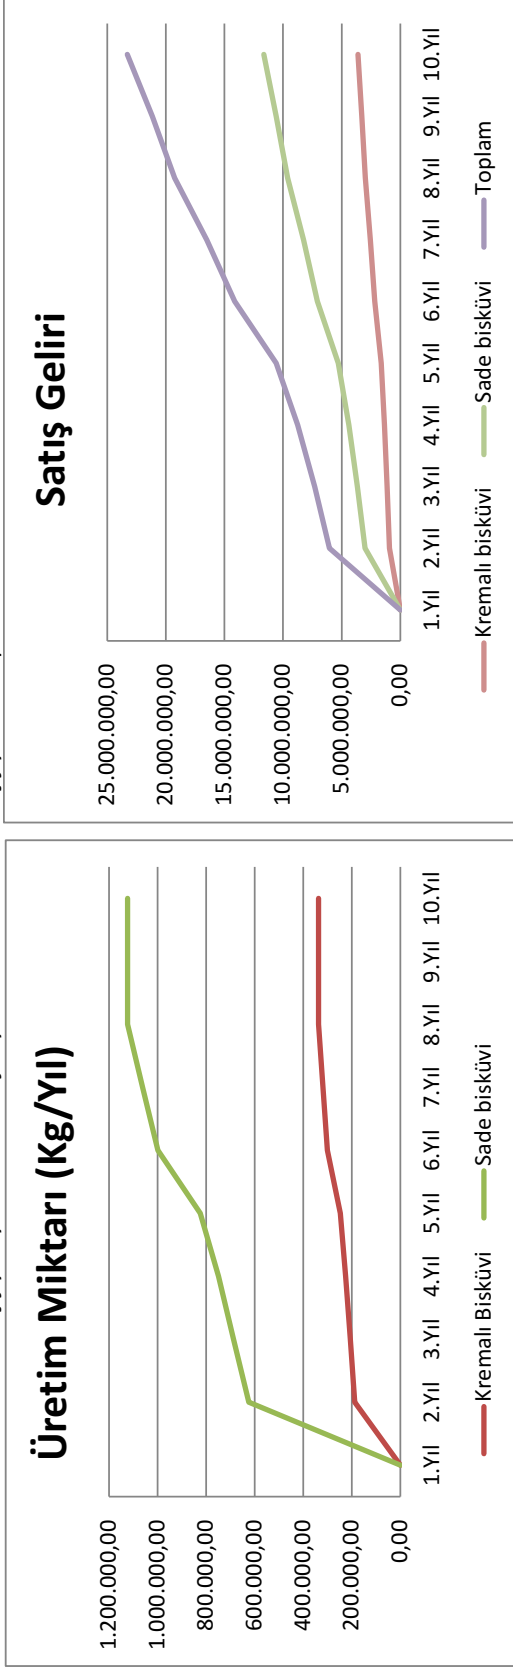 Üretim Miktarı (Kg/Yıl)
1.200.000,00
1.000.000,00
800.000,00
600.000,00
400.000,00
200.000,00
0,00
1.Yıl 2.Yıl 3.Yıl 4.Yıl 5.Yıl 6.Yıl 7.Yıl 8.Yıl 9.Yıl 10.Yıl
Kremalı Bisküvi Sade bisküvi
Satış Geliri
25.000.000,00
20.000.000,00
15.000.000,00
10.000.000,00
5.000.000,00
0,00
1.Yıl 2.Yıl 3.Yıl 4.Yıl 5.Yıl 6.Yıl 7.Yıl 8.Yıl 9.Yıl 10.Yıl
Kremalı bisküvi Sade bisküvi Toplam